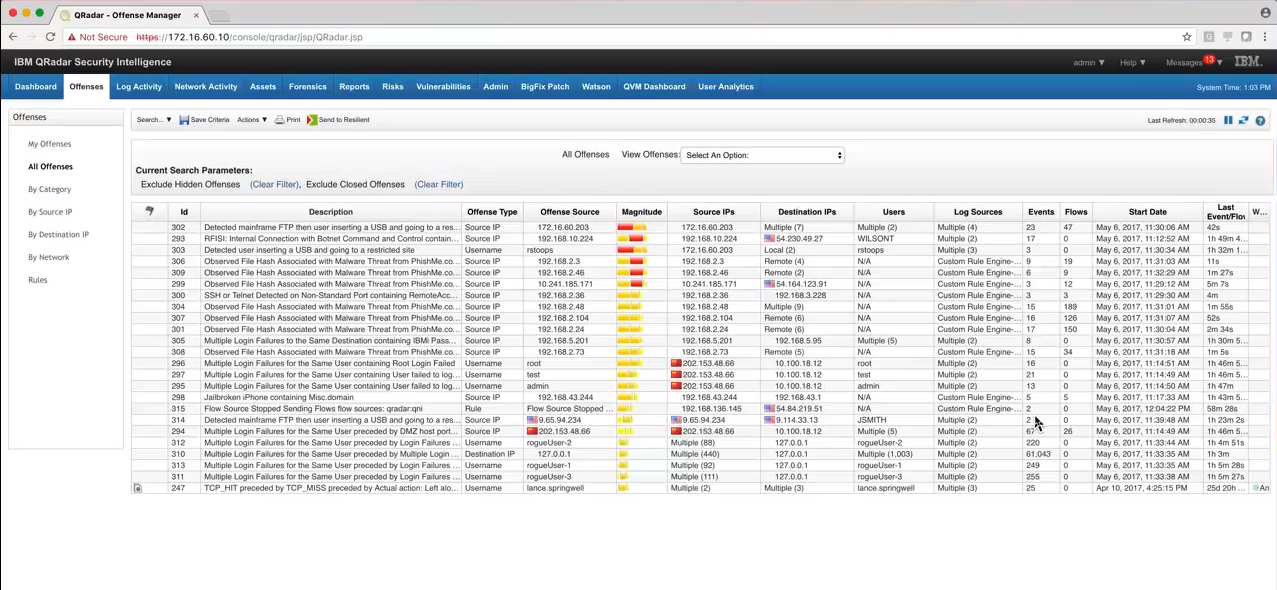 QRadar - Offense Manager
Not Secure https://172.16.60.10/console/qradar/jsp/QRadar.jsp
IBM QRadar Security Intelligence
admin ▼ Help ▼ Messages 13 ▼ IBM.
Dashboard Offenses Log Activity Network Activity Assets Forensics Reports Risks Vulnerabilities Admin BigFix Patch Watson QVM Dashboard User Analytics System Time: 1:03 PM
Offenses
My Offenses
All Offenses
By Category
By Source IP
By Destination IP
By Network
Rules
Search... ▼ Save Criteria Actions ▼ Print Send to Resilient Last Refresh: 00:00:35
All Offenses View Offenses: Select An Option:
Current Search Parameters:
Exclude Hidden Offenses (Clear Filter), Exclude Closed Offenses (Clear Filter)
Id Description Offense Type Offense Source Magnitude Source IPs Destination IPs Users Log Sources Events Flows Start Date Last Event/Flow W...
302 Detected mainframe FTP then user inserting a USB and going to a res... Source IP 172.16.60.203 172.16.60.203 Multiple (7) Multiple (2) Multiple (4) 23 47 May 6, 2017, 11:30:06 AM 42s
293 RFISI: Internal Connection with Botnet Command and Control contain... Source IP 192.168.10.224 192.168.10.224 54.230.49.27 WILSONT Multiple (2) 17 0 May 6, 2017, 11:12:52 AM 1h 49m 4...
303 Detected user inserting a USB and going to a restricted site Username rstoops 172.16.60.203 Local (2) rstoops Multiple (3) 3 0 May 6, 2017, 11:30:34 AM 1h 32m 1...
306 Observed File Hash Associated with Malware Threat from PhishMe.co... Source IP 192.168.2.3 192.168.2.3 Remote (4) N/A Custom Rule Engine-... 9 19 May 6, 2017, 11:31:03 AM 11s
309 Observed File Hash Associated with Malware Threat from PhishMe.co... Source IP 192.168.2.46 192.168.2.46 Remote (2) N/A Custom Rule Engine-... 6 9 May 6, 2017, 11:32:29 AM 1m 27s
299 Observed File Hash Associated with Malware Threat from PhishMe.co... Source IP 10.241.185.171 10.241.185.171 54.164.123.91 N/A Custom Rule Engine-... 3 12 May 6, 2017, 11:29:12 AM 5m 7s
300 SSH or Telnet Detected on Non-Standard Port containing RemoteAcc... Source IP 192.168.2.36 192.168.2.36 192.168.3.228 N/A Custom Rule Engine-... 3 3 May 6, 2017, 11:29:30 AM 4m
304 Observed File Hash Associated with Malware Threat from PhishMe.co... Source IP 192.168.2.48 192.168.2.48 Multiple (9) N/A Custom Rule Engine-... 15 189 May 6, 2017, 11:31:01 AM 1m 55s
307 Observed File Hash Associated with Malware Threat from PhishMe.co... Source IP 192.168.2.104 192.168.2.104 Remote (6) N/A Custom Rule Engine-... 16 126 May 6, 2017, 11:31:07 AM 52s
301 Observed File Hash Associated with Malware Threat from PhishMe.co... Source IP 192.168.2.24 192.168.2.24 Remote (6) N/A Custom Rule Engine-... 17 150 May 6, 2017, 11:30:04 AM 2m 34s
305 Multiple Login Failures to the Same Destination containing IBMi Pass... Source IP 192.168.5.201 192.168.5.201 192.168.5.95 Multiple (5) Multiple (2) 8 0 May 6, 2017, 11:30:57 AM 1h 30m 5...
308 Observed File Hash Associated with Malware Threat from PhishMe.co... Source IP 192.168.2.73 192.168.2.73 Remote (5) N/A Custom Rule Engine-... 15 34 May 6, 2017, 11:31:18 AM 1m 5s
296 Multiple Login Failures for the Same User containing Root Login Failed Username root 202.153.48.66 10.100.18.12 root Multiple (2) 16 0 May 6, 2017, 11:14:51 AM 1h 46m 5...
297 Multiple Login Failures for the Same User containing User failed to log... Username test 202.153.48.66 10.100.18.12 test Multiple (2) 21 0 May 6, 2017, 11:14:54 AM 1h 46m 5...
295 Multiple Login Failures for the Same User containing User failed to log... Username admin 202.153.48.66 10.100.18.12 admin Multiple (2) 13 0 May 6, 2017, 11:14:50 AM 1h 47m
298 Jailbroken iPhone containing Misc.domain Source IP 192.168.43.244 192.168.43.244 192.168.43.1 N/A Multiple (2) 5 5 May 6, 2017, 11:17:33 AM 1h 43m 5...
315 Flow Source Stopped Sending Flows flow sources: qradar:qni Rule Flow Source Stopped ... 192.168.136.145 54.84.219.51 N/A Custom Rule Engine-... 2 0 May 6, 2017, 12:04:22 PM 58m 28s
314 Detected mainframe FTP then user inserting a USB and going to a res... Source IP 9.65.94.234 9.65.94.234 9.114.33.13 JSMITH Multiple (2) 2 0 May 6, 2017, 11:39:48 AM 1h 23m 2s
294 Multiple Login Failures for the Same User preceded by DMZ host port... Source IP 202.153.48.66 202.153.48.66 10.100.18.12 Multiple (5) Multiple (2) 67 26 May 6, 2017, 11:14:49 AM 1h 46m 5...
312 Multiple Login Failures for the Same User preceded by Login Failures ... Username rogueUser-2 Multiple (88) 127.0.0.1 rogueUser-2 Multiple (2) 220 0 May 6, 2017, 11:33:44 AM 1h 4m 51s
310 Multiple Login Failures for the Same User preceded by Multiple Login ... Destination IP 127.0.0.1 Multiple (440) 127.0.0.1 Multiple (1,003) Multiple (2) 61,043 0 May 6, 2017, 11:33:35 AM 1h 3m
313 Multiple Login Failures for the Same User preceded by Login Failures ... Username rogueUser-1 Multiple (92) 127.0.0.1 rogueUser-1 Multiple (2) 249 0 May 6, 2017, 11:33:35 AM 1h 5m 28s
311 Multiple Login Failures for the Same User preceded by Login Failures ... Username rogueUser-3 Multiple (111) 127.0.0.1 rogueUser-3 Multiple (2) 255 0 May 6, 2017, 11:33:38 AM 1h 5m 27s
247 TCP_HIT preceded by TCP_MISS preceded by Actual action: Left alo... Username lance.springwell Multiple (2) Multiple (3) lance.springwell Multiple (3) 25 0 Apr 10, 2017, 4:25:15 PM 25d 20h ... An